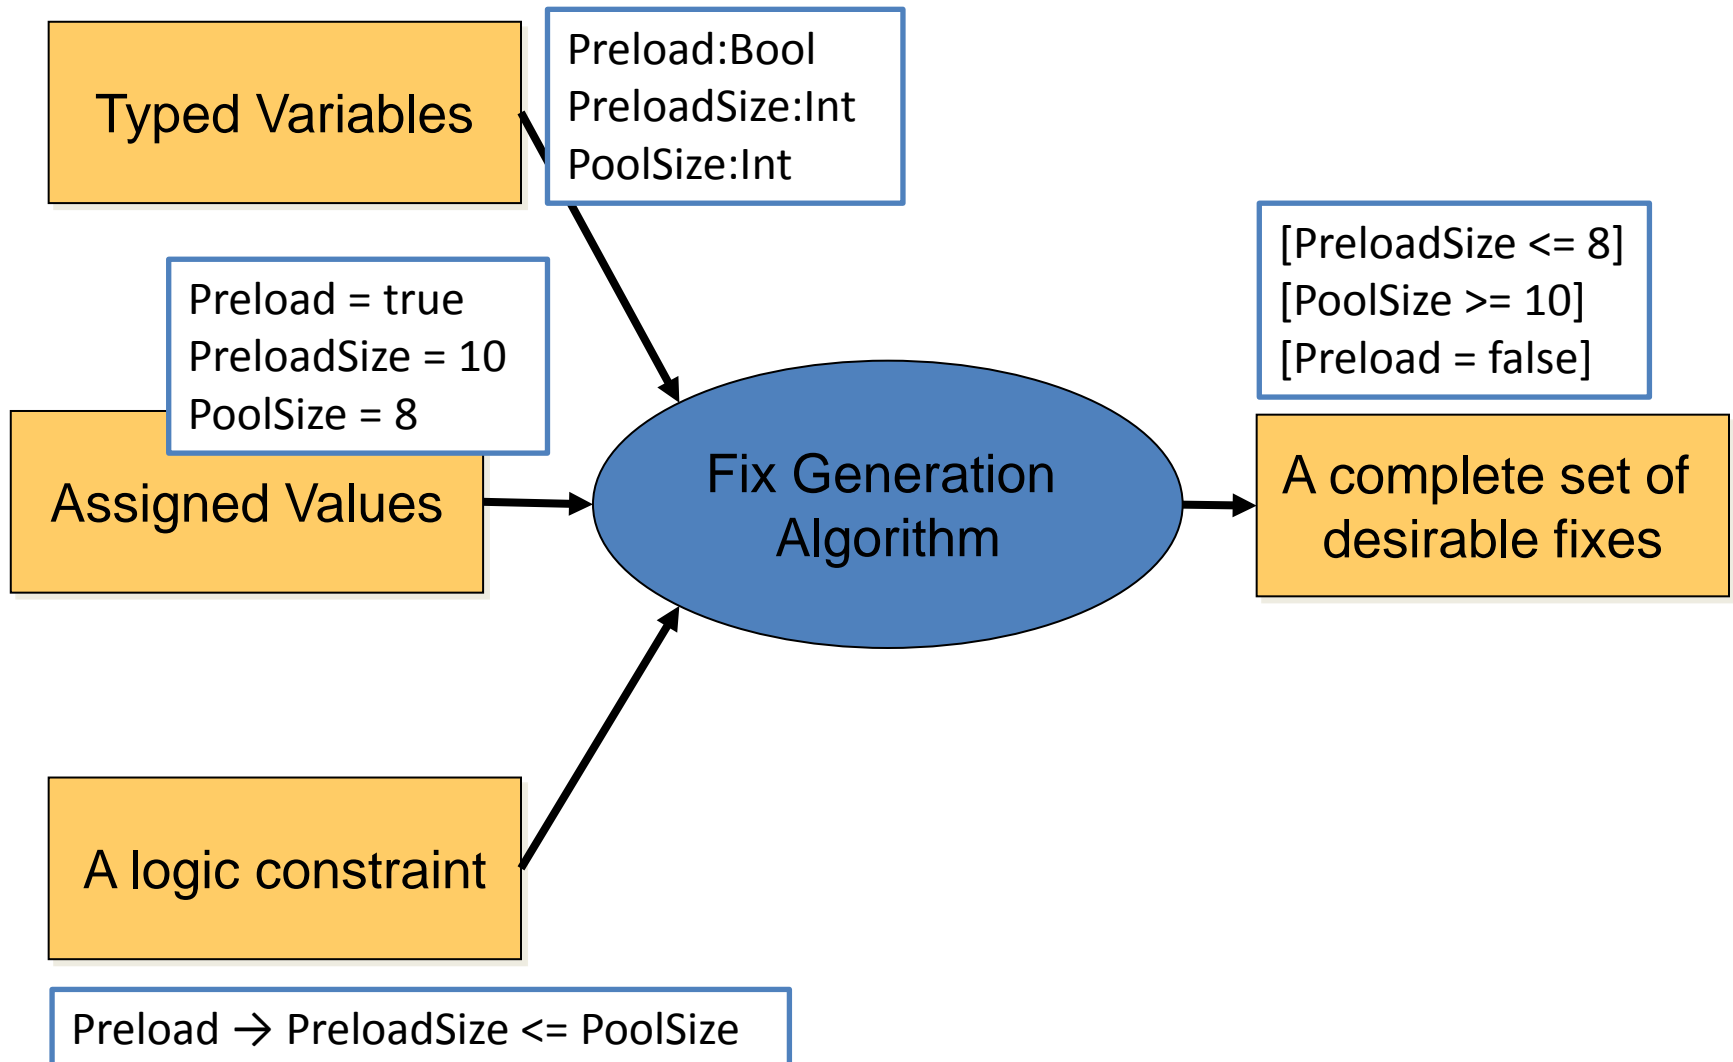 Typed Variables
Preload:Bool
PreloadSize:Int
PoolSize:Int
Preload = true
PreloadSize = 10
PoolSize = 8
Assigned Values
A logic constraint
Preload → PreloadSize <= PoolSize
Fix Generation
Algorithm
[PreloadSize <= 8]
[PoolSize >= 10]
[Preload = false]
A complete set of
desirable fixes